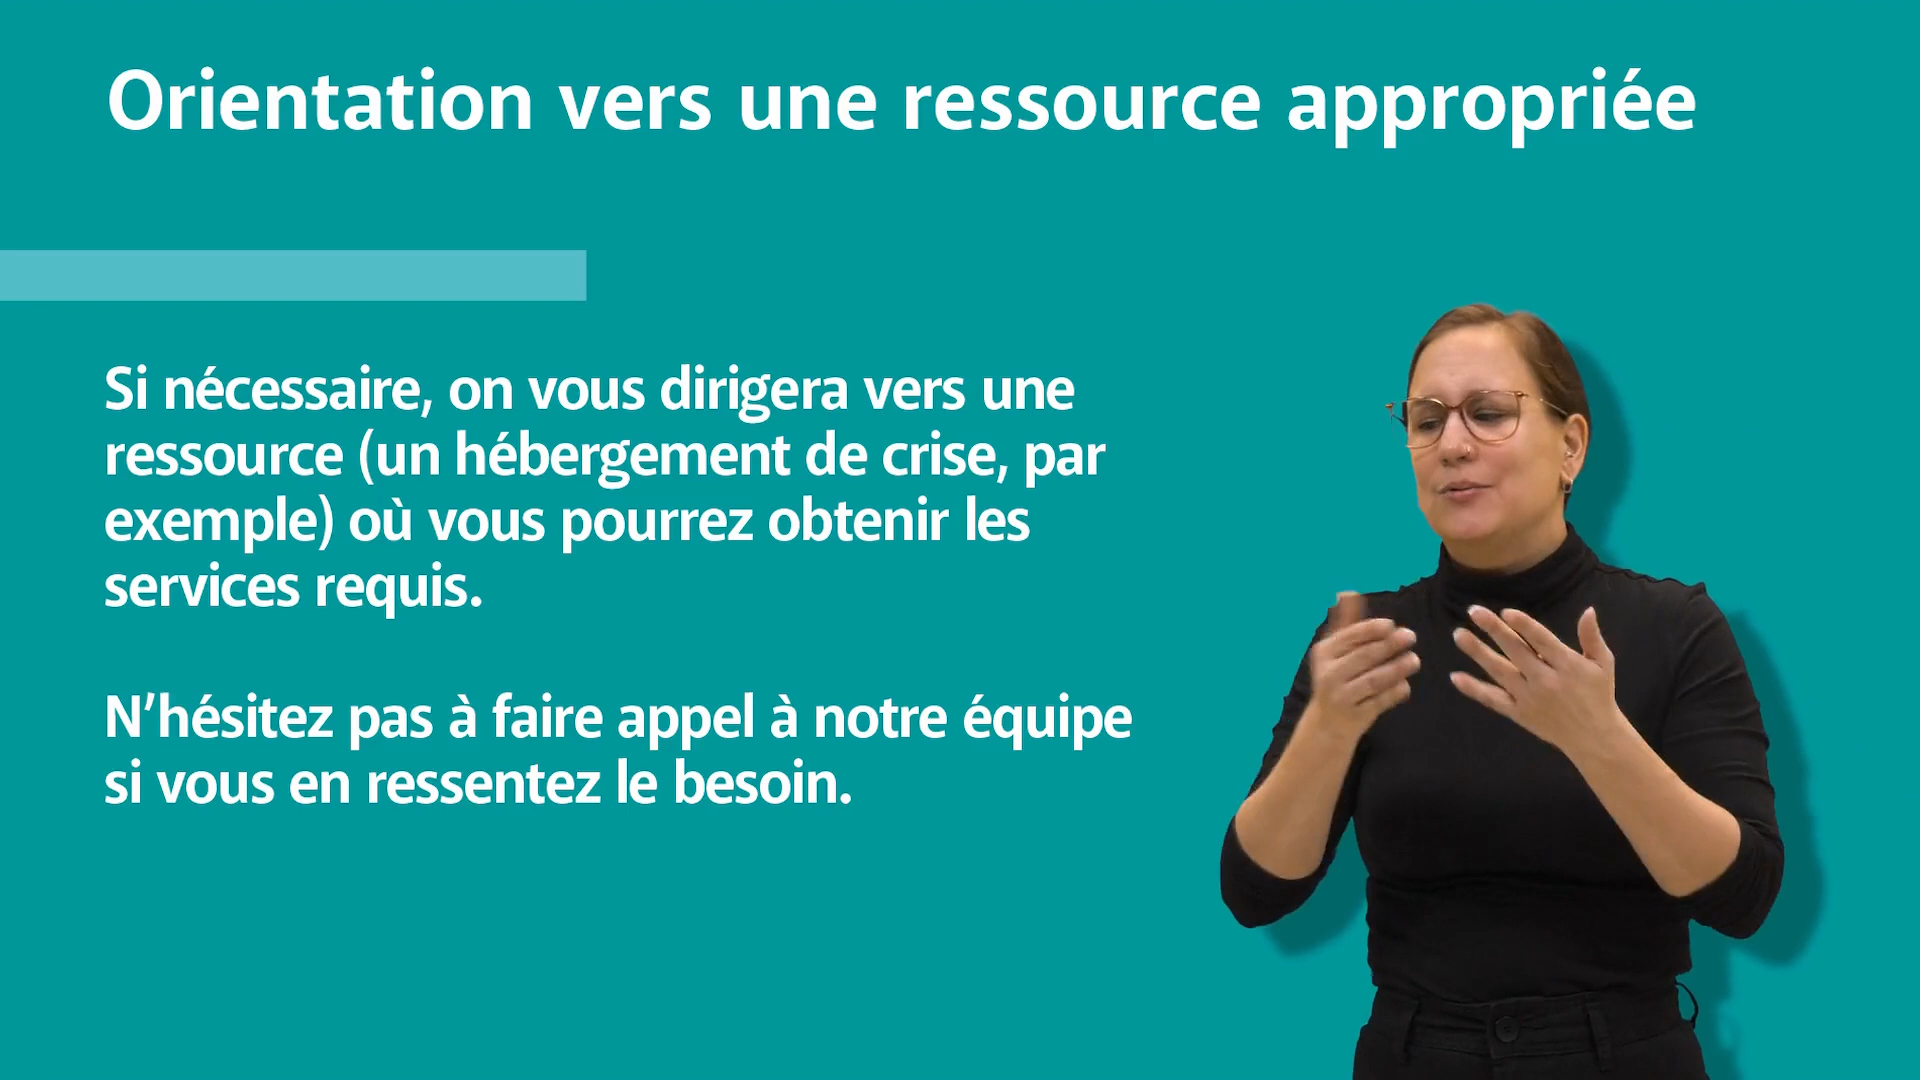 Orientation vers une ressource appropriée
Si nécessaire, on vous dirigera vers une
ressource (un hébergement de crise, par
exemple) où vous pourrez obtenir les
services requis.
N’hésitez pas à faire appel à notre équipe
si vous en ressentez le besoin.